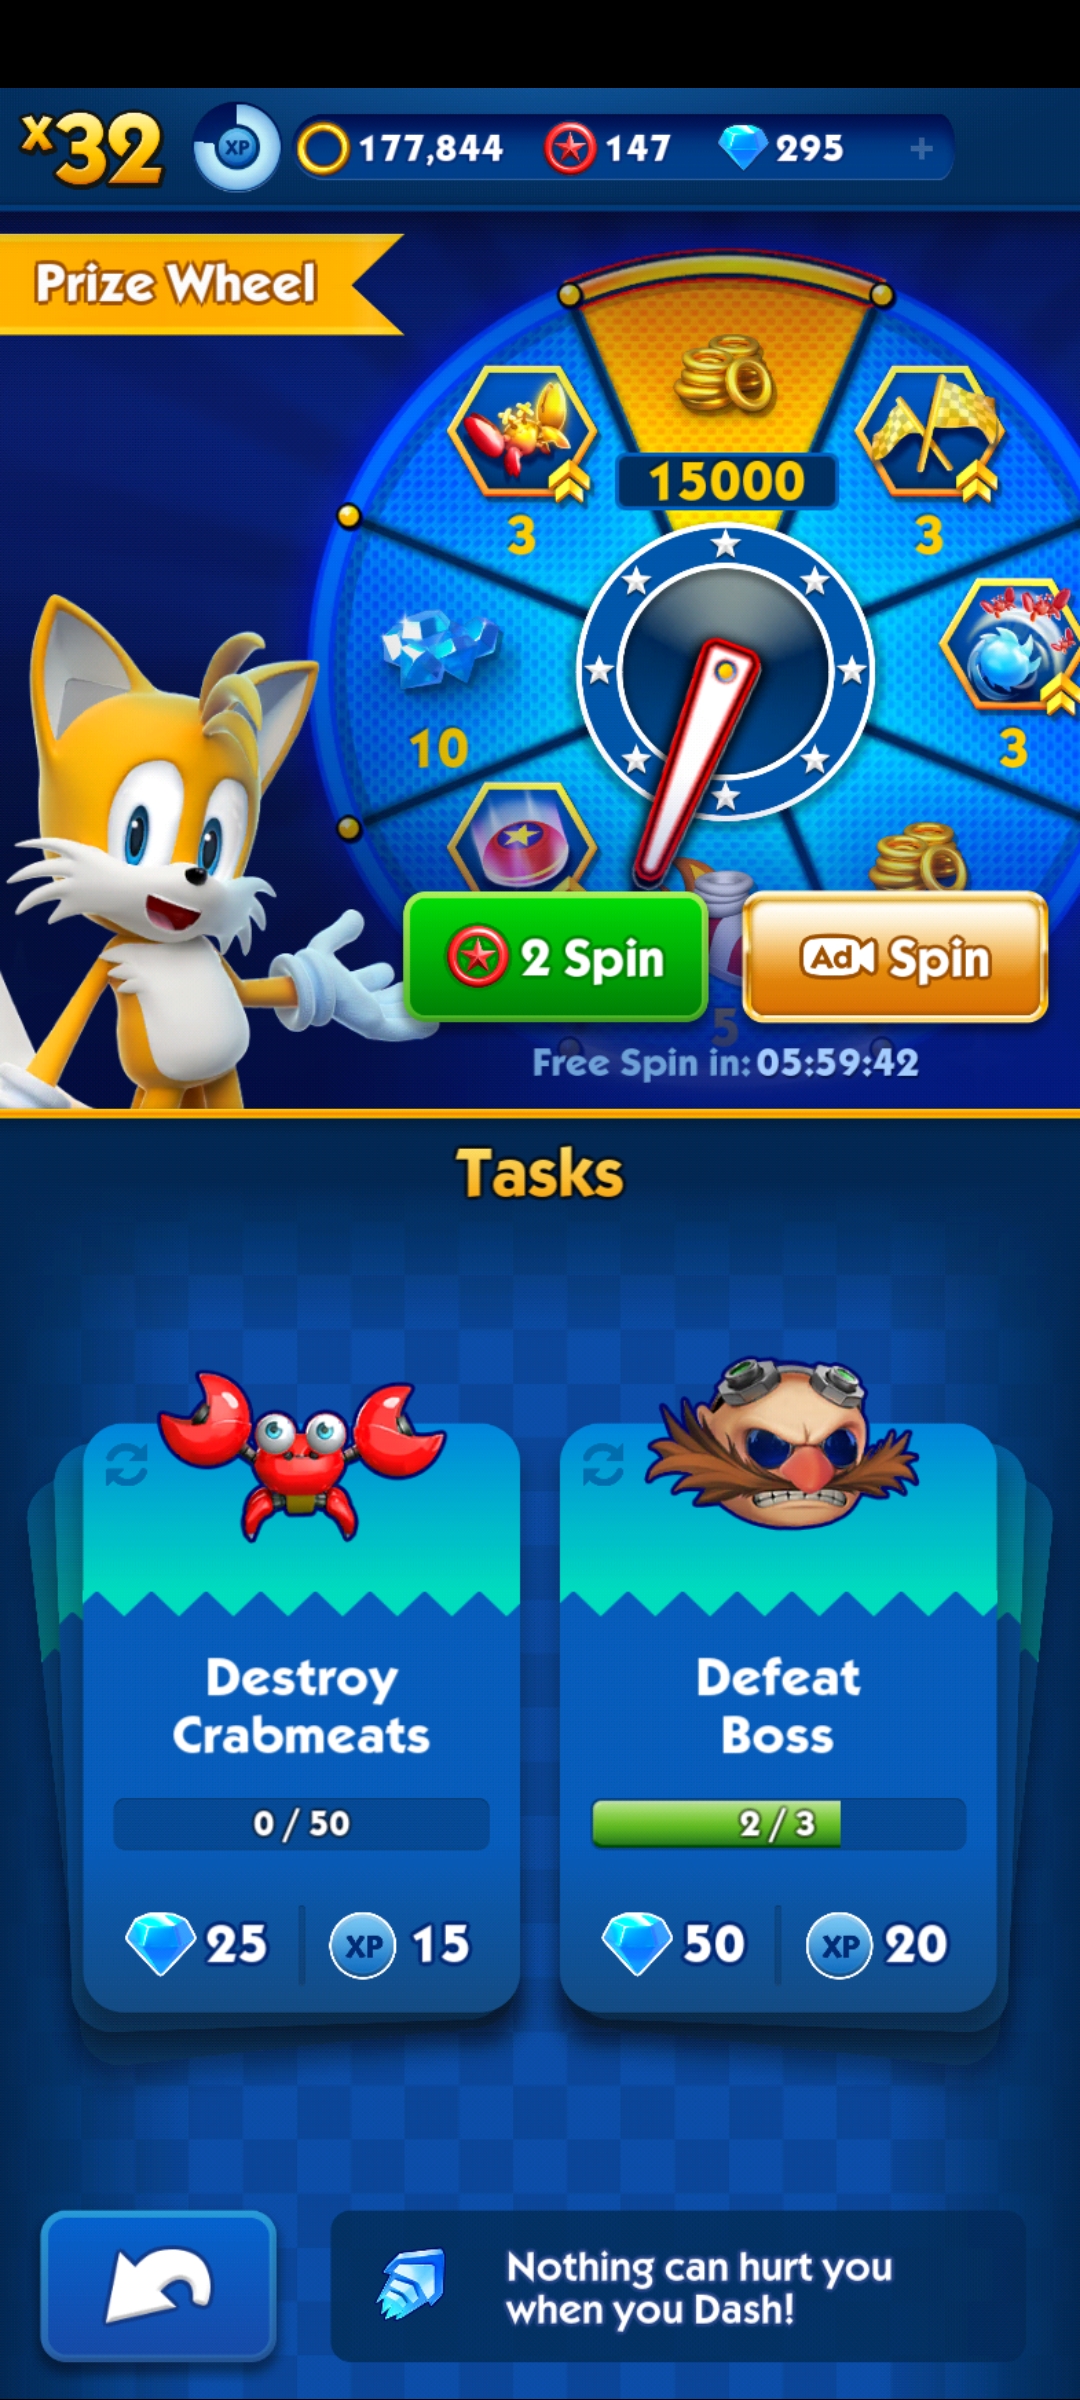 x32
XP
177,844
147
295
+
Prize Wheel
15000
3
3
10
3
2 Spin
Ad Spin
5
Free Spin in: 05:59:42
Tasks
Destroy
Crabmeats
0 / 50
25
XP 15
Defeat
Boss
2 / 3
50
XP 20
Nothing can hurt you
when you Dash!